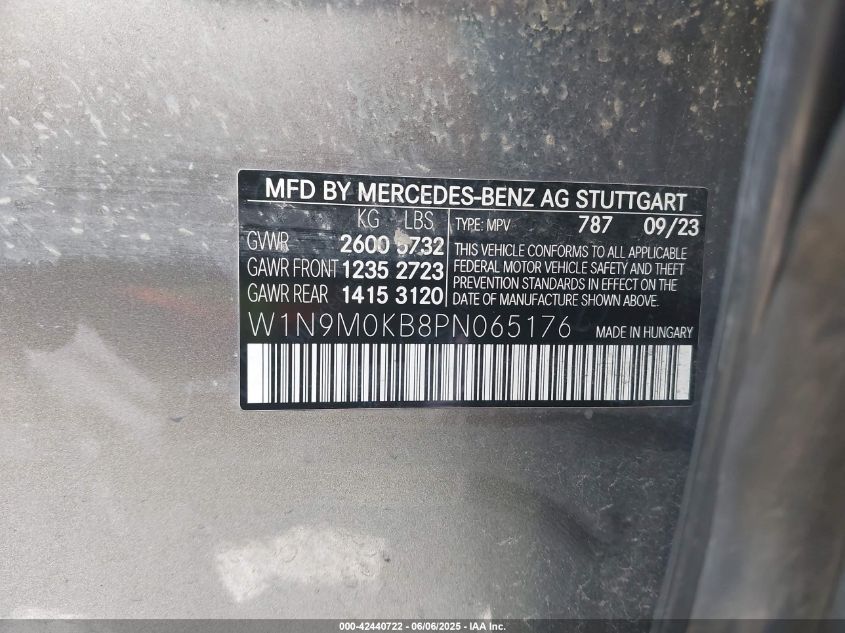 MFD BY MERCEDES-BENZ AG STUTTGART
KG LBS TYPE: MPV 787 09/23
GVWR 2600 5732
GAWR FRONT 1235 2723
GAWR REAR 1415 3120
THIS VEHICLE CONFORMS TO ALL APPLICABLE
FEDERAL MOTOR VEHICLE SAFETY AND THEFT
PREVENTION STANDARDS IN EFFECT ON THE
DATE OF MANUFACTURE SHOWN ABOVE.
W1N9M0KB8PN065176 MADE IN HUNGARY
000-42440722 - 06/06/2025 - IAA Inc.